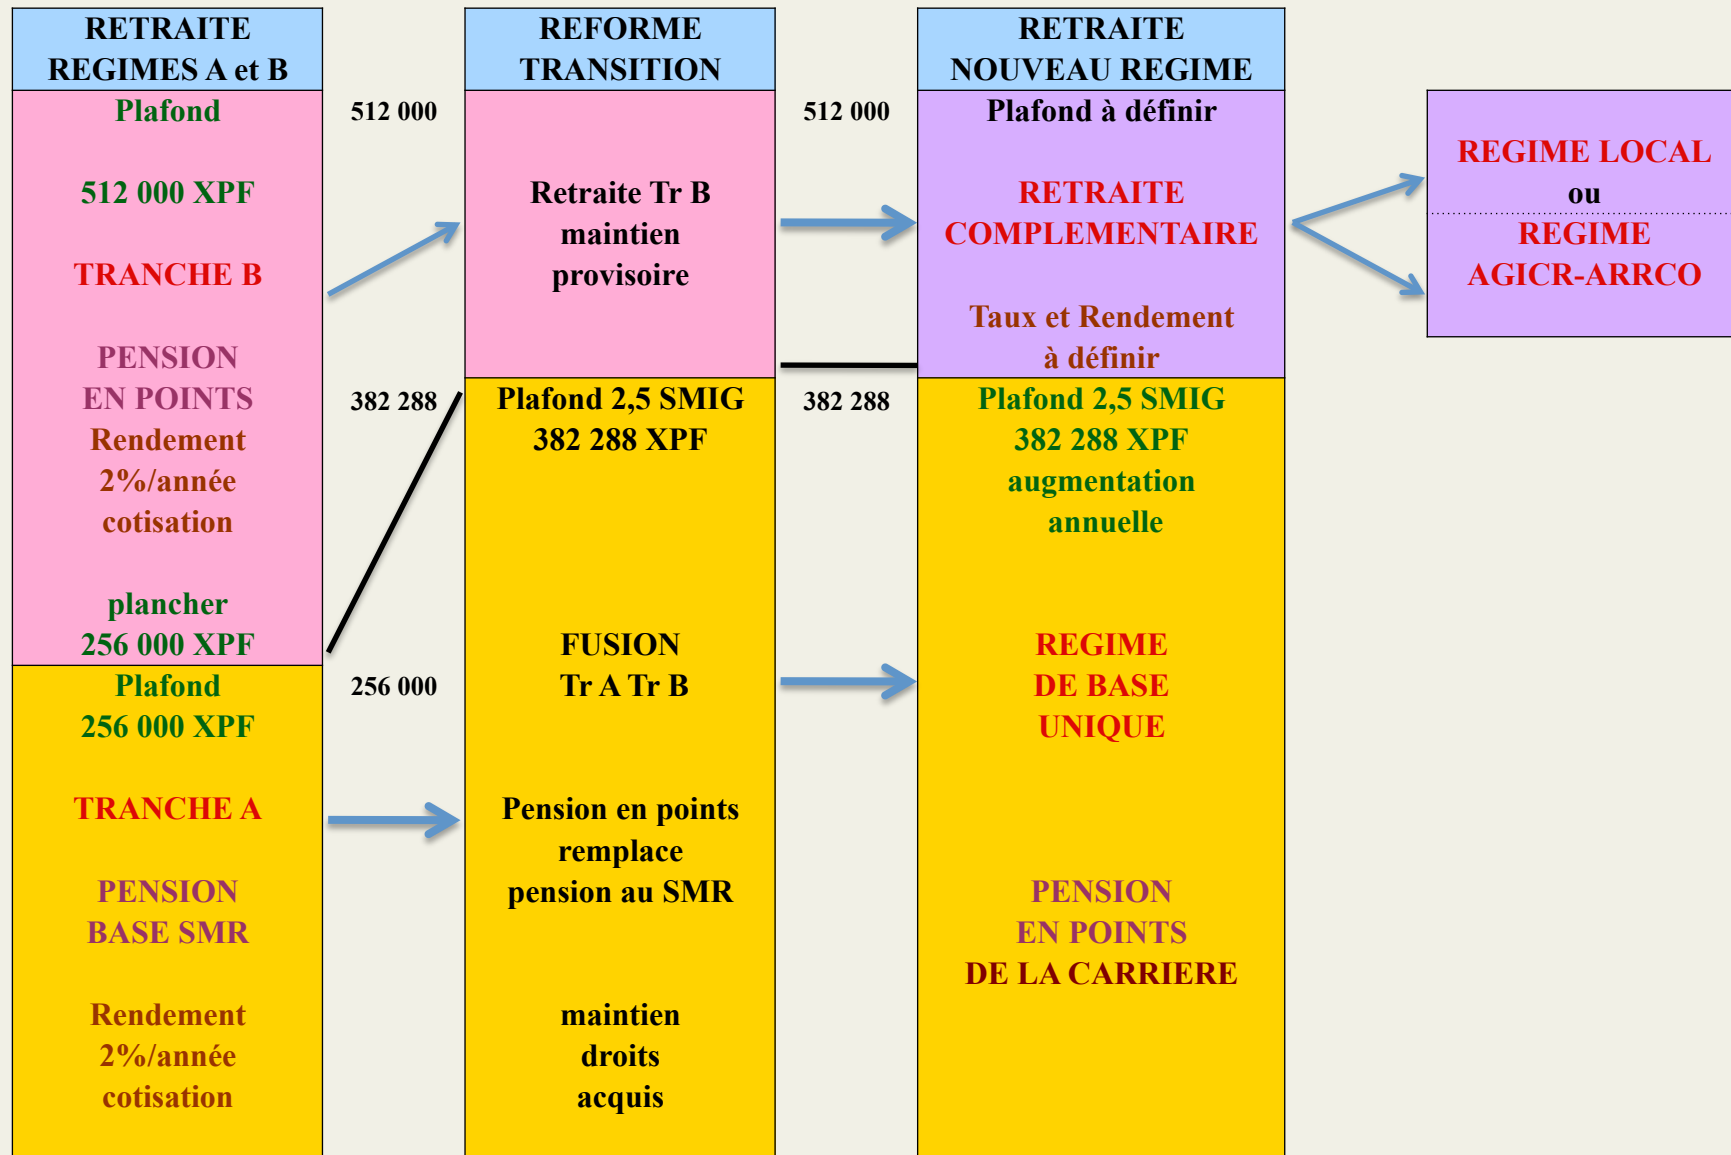 RETRAITE
REGIMES A et B
Plafond
512 000 XPF
TRANCHE B
PENSION
EN POINTS
Rendement
2%/année
cotisation
plancher
256 000 XPF
Plafond
256 000 XPF
TRANCHE A
PENSION
BASE SMR
Rendement
2%/année
cotisation
512 000
382 288
256 000
REFORME
TRANSITION
Retraite Tr B
maintien
provisoire
Plafond 2,5 SMIG
382 288 XPF
FUSION
Tr A Tr B
Pension en points
remplace
pension au SMR
maintien
droits
acquis
512 000
382 288
RETRAITE
NOUVEAU REGIME
Plafond à définir
RETRAITE
COMPLEMENTAIRE
Taux et Rendement
à définir
Plafond 2,5 SMIG
382 288 XPF
augmentation
annuelle
REGIME
DE BASE
UNIQUE
PENSION
EN POINTS
DE LA CARRIERE
REGIME LOCAL
ou
REGIME
AGICR-ARRCO